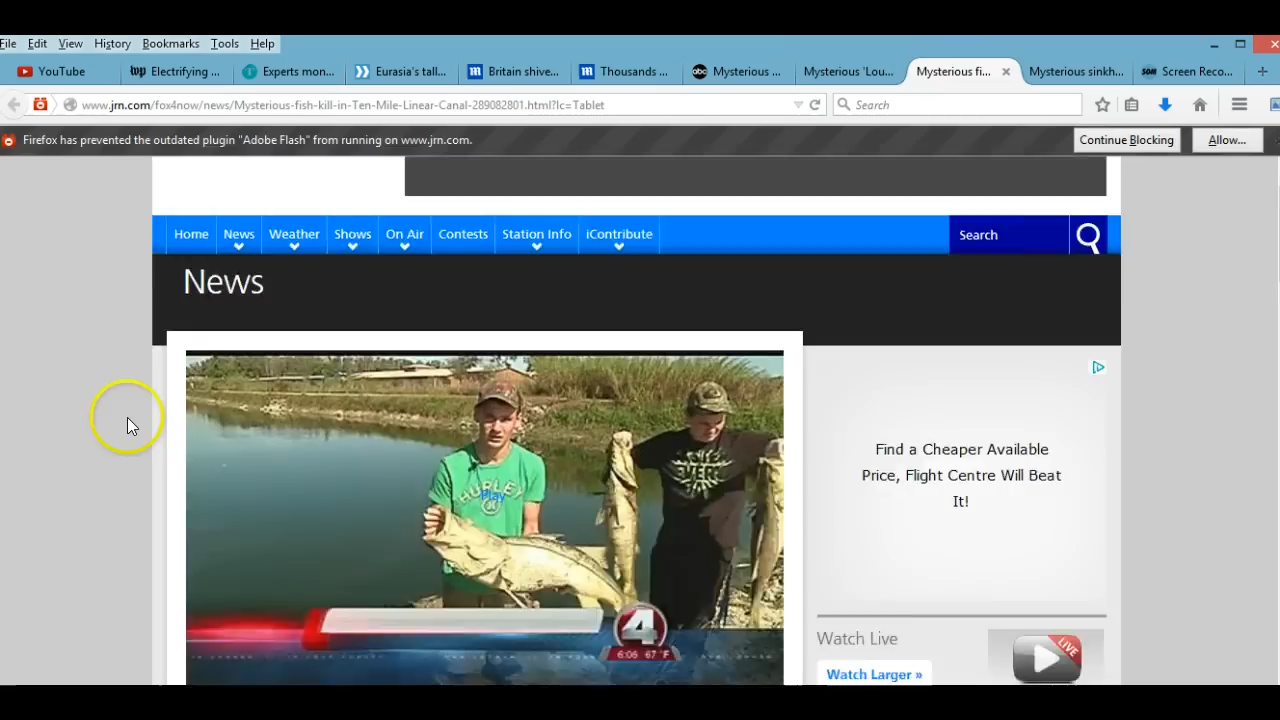 File Edit View History Bookmarks Tools Help
YouTube
Electrifying ...
Experts mon...
Eurasia's tall...
Britain shive...
Thousands ...
Mysterious ...
Mysterious 'Lou...
Mysterious fi...
Mysterious sinkh...
Screen Reco...
www.jrn.com/fox4now/news/Mysterious-fish-kill-in-Ten-Mile-Linear-Canal-289082801.html?lc=Tablet
Search
Firefox has prevented the outdated plugin "Adobe Flash" from running on www.jrn.com.
Continue Blocking
Allow...
Home News Weather Shows On Air Contests Station Info iContribute
Search
News
HURLEY
Play
4
6:06 67°F
Find a Cheaper Available
Price, Flight Centre Will Beat
It!
Watch Live
LIVE
Watch Larger »